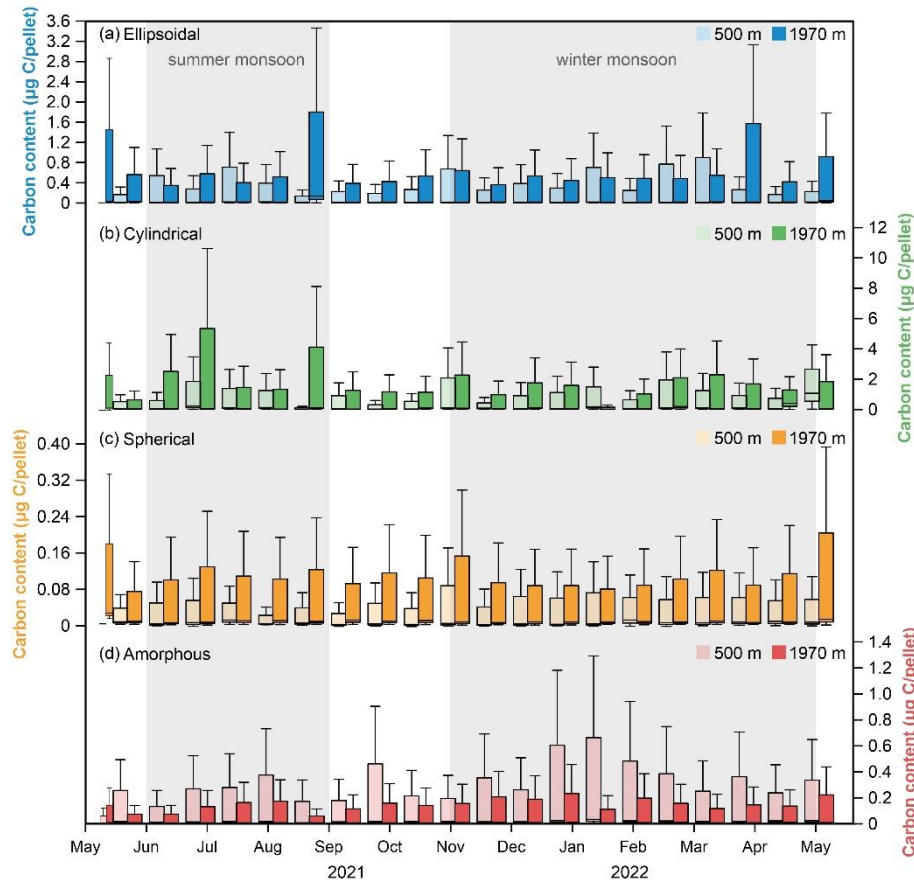 (a) Ellipsoidal
500 m 1970 m
summer monsoon
winter monsoon
3.6
3.2
2.8
2.4
2.0
1.6
1.2
0.8
0.4
0
Carbon content (µg C/pellet)
(b) Cylindrical
500 m 1970 m
12
10
8
6
4
2
0
Carbon content (µg C/pellet)
(c) Spherical
500 m 1970 m
0.40
0.32
0.24
0.16
0.08
0
Carbon content (µg C/pellet)
(d) Amorphous
500 m 1970 m
1.4
1.2
1.0
0.8
0.6
0.4
0.2
0
Carbon content (µg C/pellet)
May Jun Jul Aug Sep Oct Nov Dec Jan Feb Mar Apr May
2021 2022